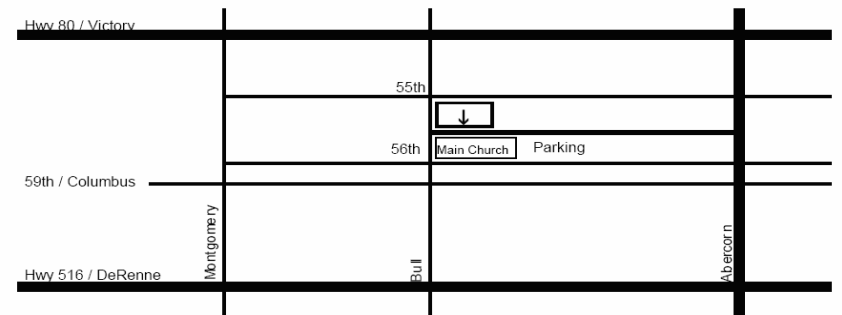 Hwy 80 / Victory
55th
↓
56th
Main Church
Parking
59th / Columbus
Montgomery
Bull
Abercorn
Hwy 516 / DeRenne